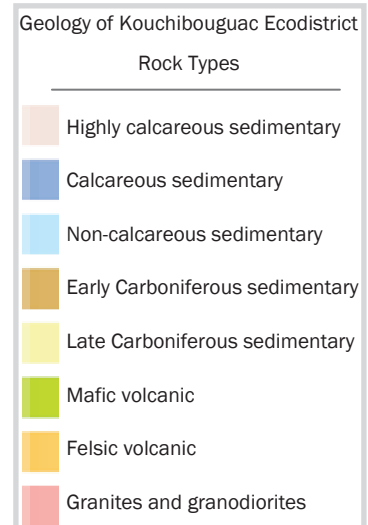 Geology of Kouchibouguac Ecodistrict
Rock Types
Highly calcareous sedimentary
Calcareous sedimentary
Non-calcareous sedimentary
Early Carboniferous sedimentary
Late Carboniferous sedimentary
Mafic volcanic
Felsic volcanic
Granites and granodiorites